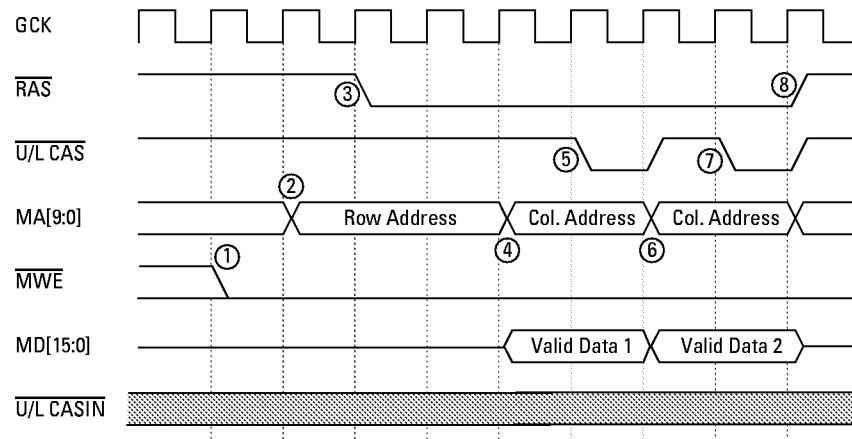 GCK
RAS
3
8
U/L CAS
5
7
2
MA[9:0]
Row Address
Col. Address
Col. Address
1
4
6
MWE
MD[15:0]
Valid Data 1
Valid Data 2
U/L CASIN